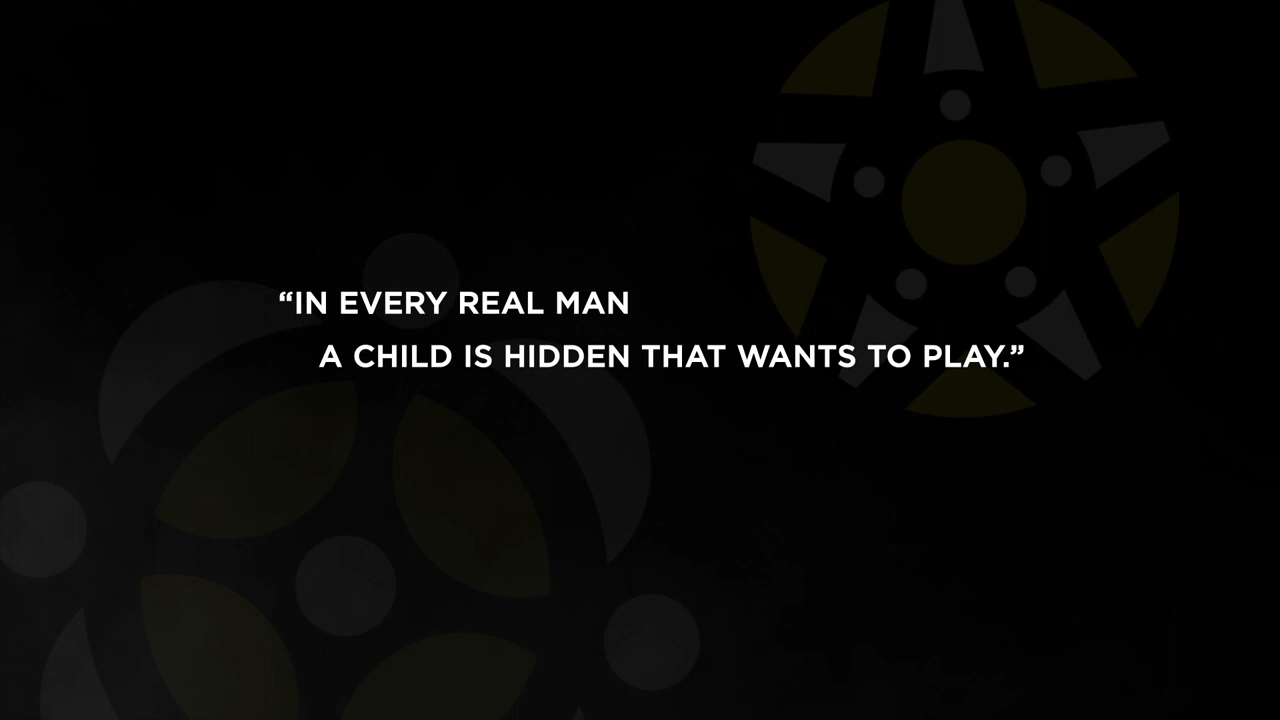 “IN EVERY REAL MAN
A CHILD IS HIDDEN THAT WANTS TO PLAY.”